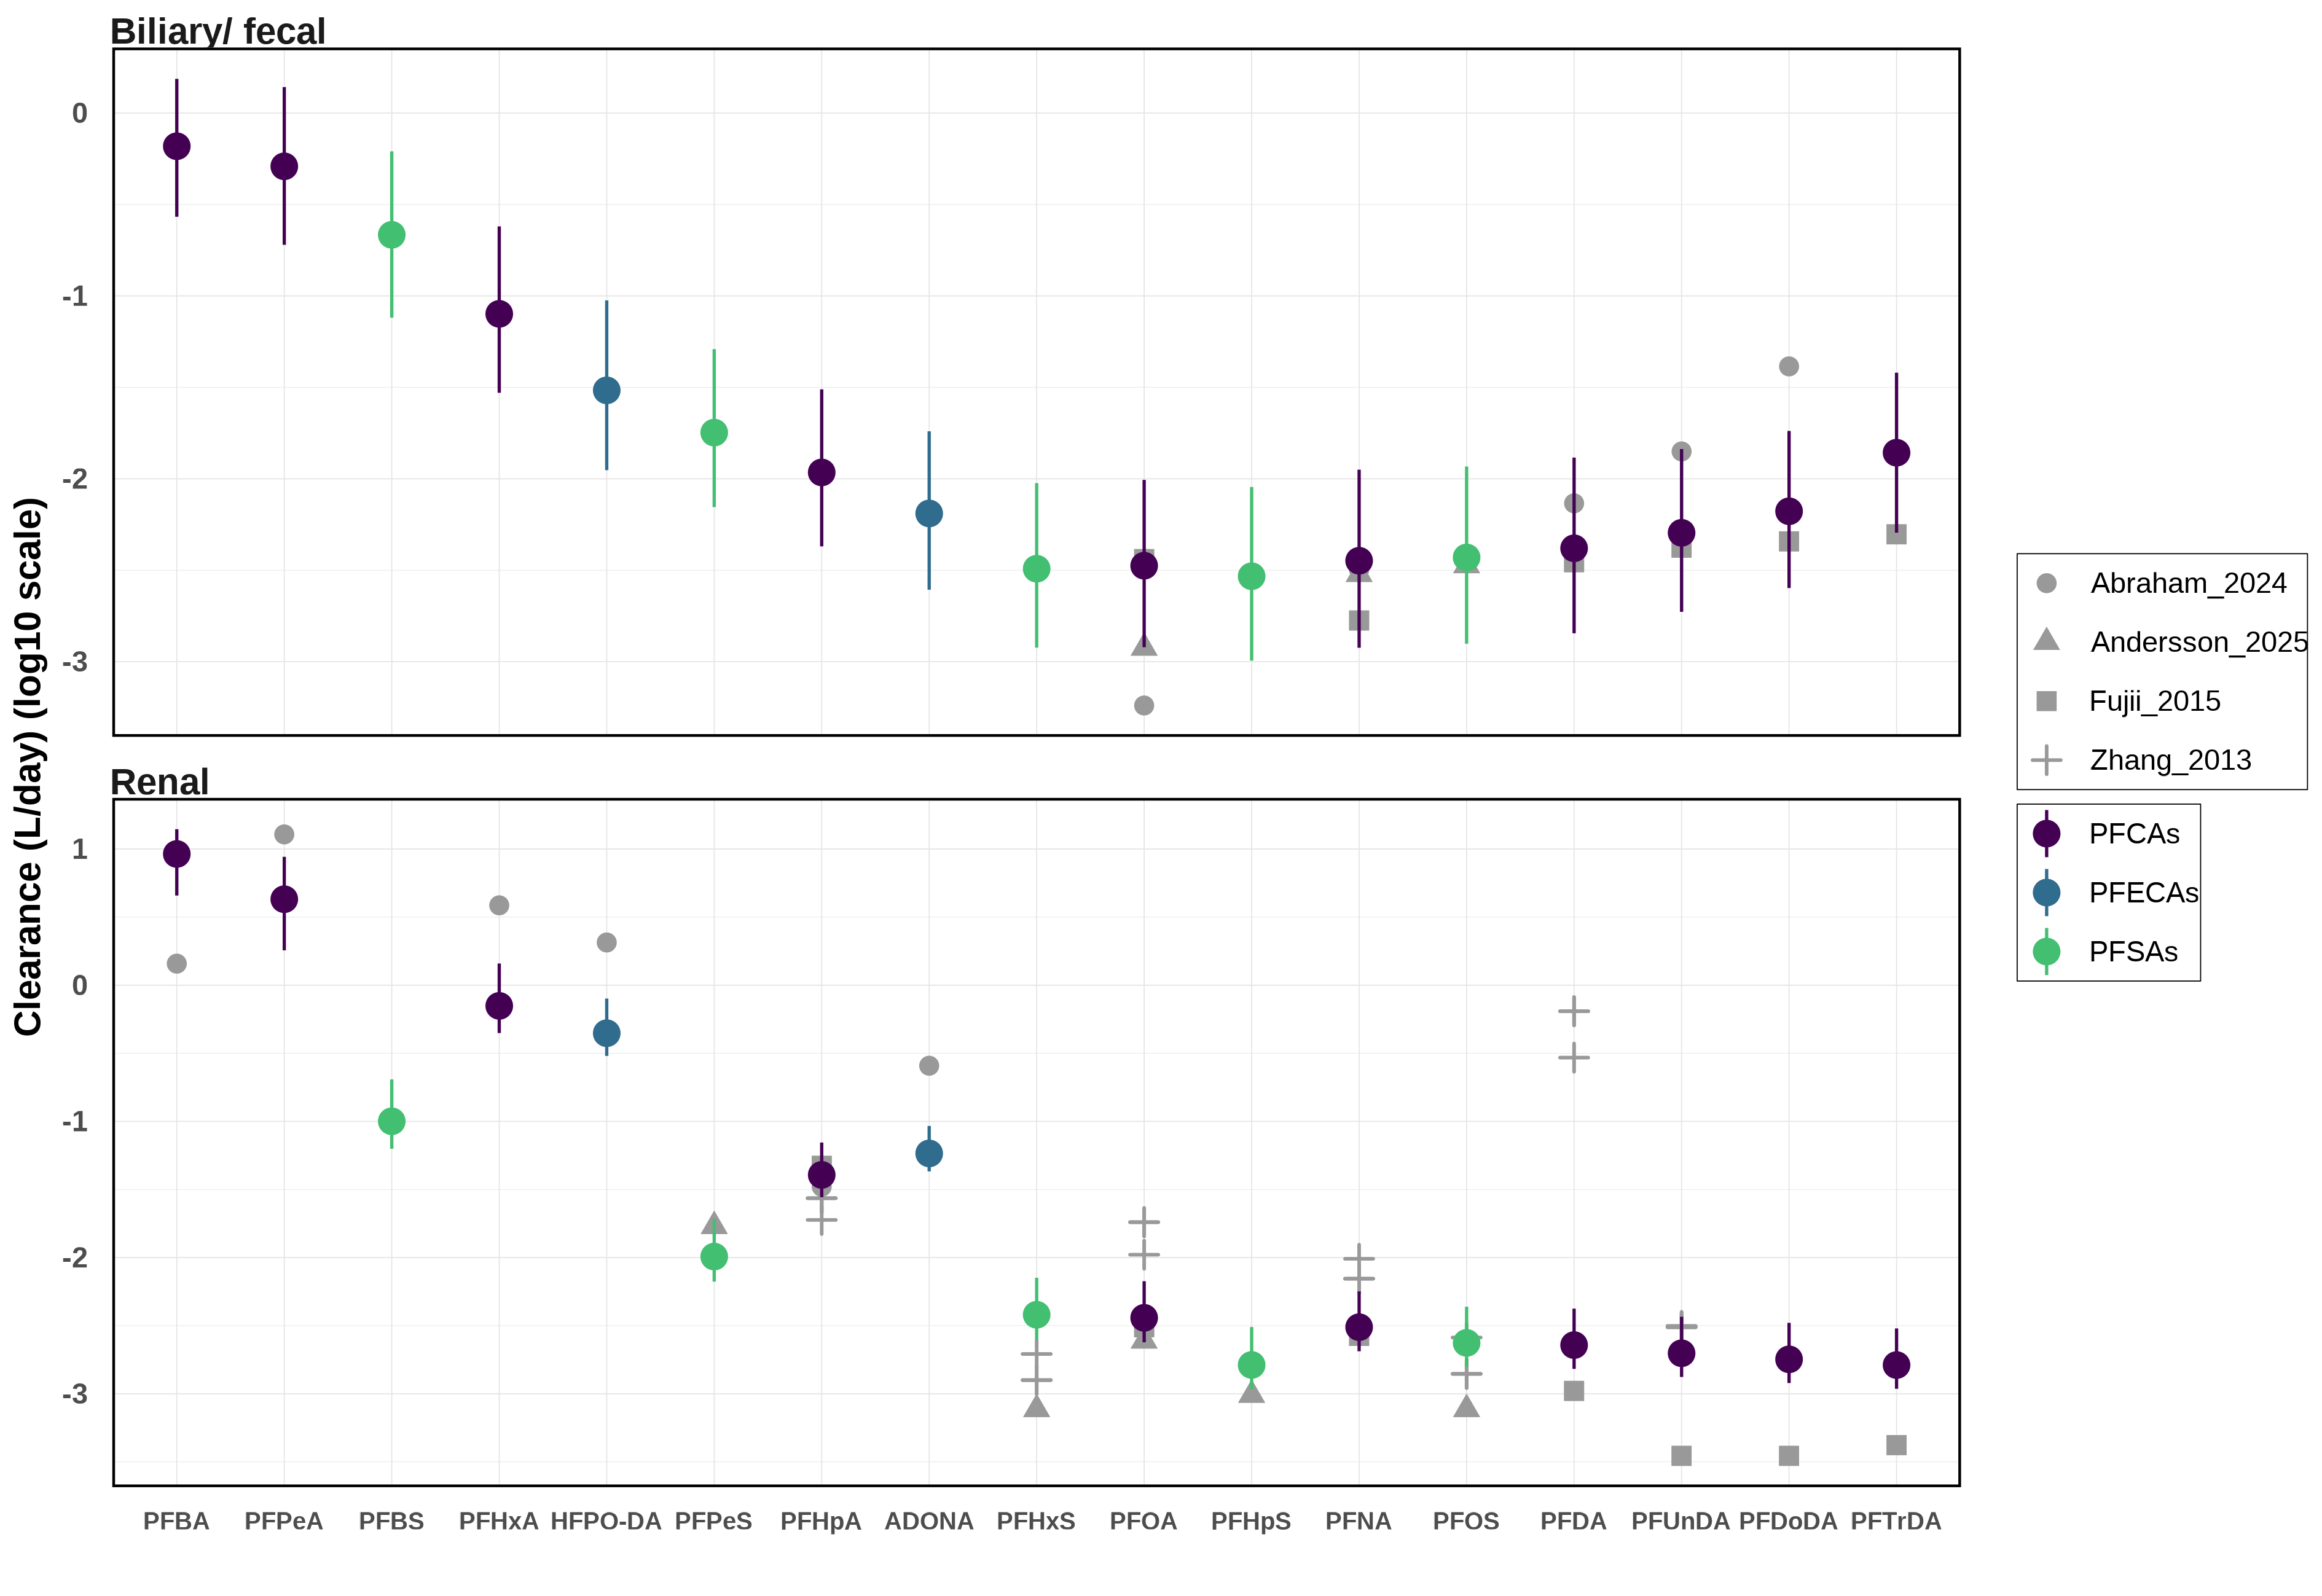 Biliary/ fecal
0
-1
-2
-3
Clearance (L/day) (log10 scale)
Renal
1
0
-1
-2
-3
PFBA PFPeA PFBS PFHxA HFPO-DA PFPeS PFHpA ADONA PFHxS PFOA PFHpS PFNA PFOS PFDA PFUnDA PFDoDA PFTrDA
Abraham_2024
Andersson_2025
Fujii_2015
Zhang_2013
PFCAs
PFECAs
PFSAs